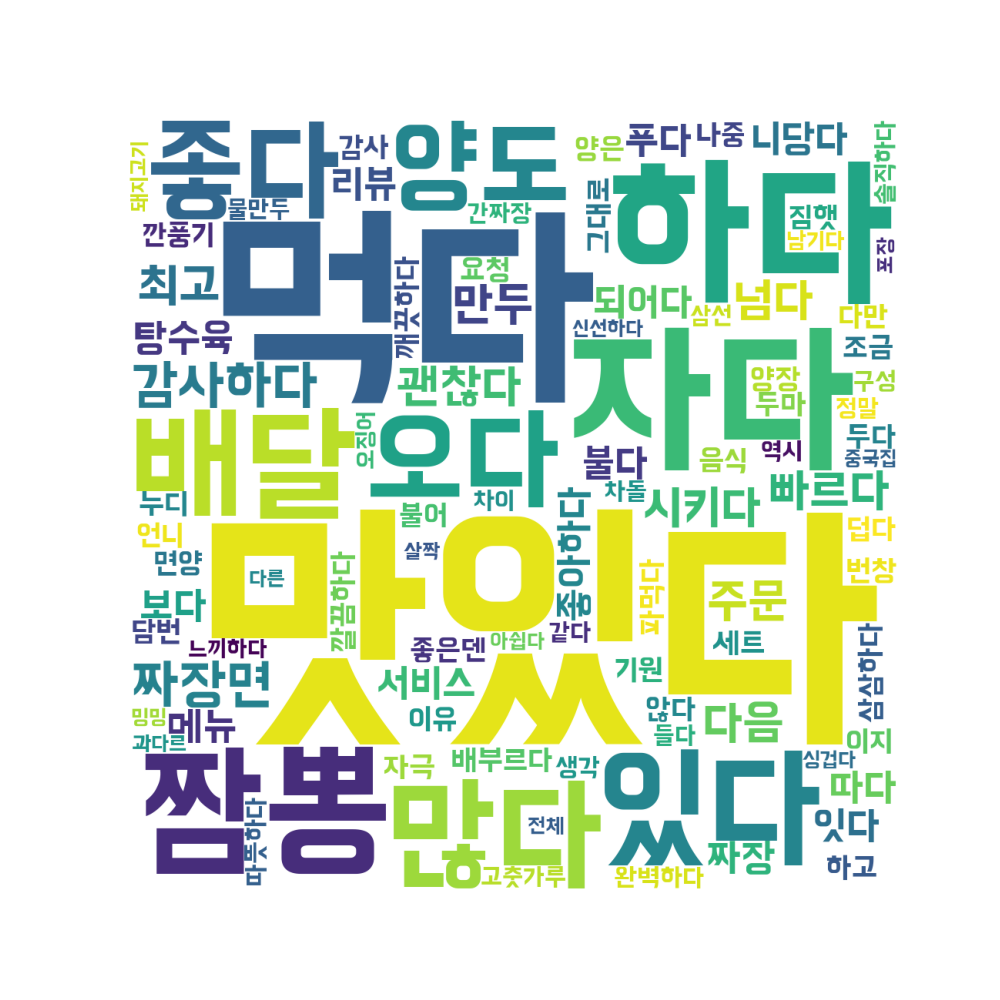 좋다
감사
양도
양은
푸다
나중
니당다
솔직하다
돼지고기
리뷰
물만두
간짜장
그대로
하다
짐햇
남기다
포장
깐풍기
먹다
깨끗하다
요청
만두
되어다
삼선
넘다
다만
최고
탕수육
신선하다
자다
조금
감사하다
괜찮다
양장
두마
구성
정말
배달
오징어
오다
불다
음식
역시
두다
중국집
누디
차이
차돌
시키다
빠르다
언니
불어
좋아하다
덥다
면양
맛있다
다른
살짝
깔끔하다
파먹다
주문
번창
보다
담번
느끼하다
좋은덴
아쉽다
같다
세트
삼삼하다
짜장면
서비스
기원
밍밍
메뉴
이유
않다
들다
다음
이지
과다르
짬뽕
자극
배부르다
생각
있다
싱겁다
따다
따뜻하다
많다
전체
짜장
잇다
고춧가루
완벽하다
하고